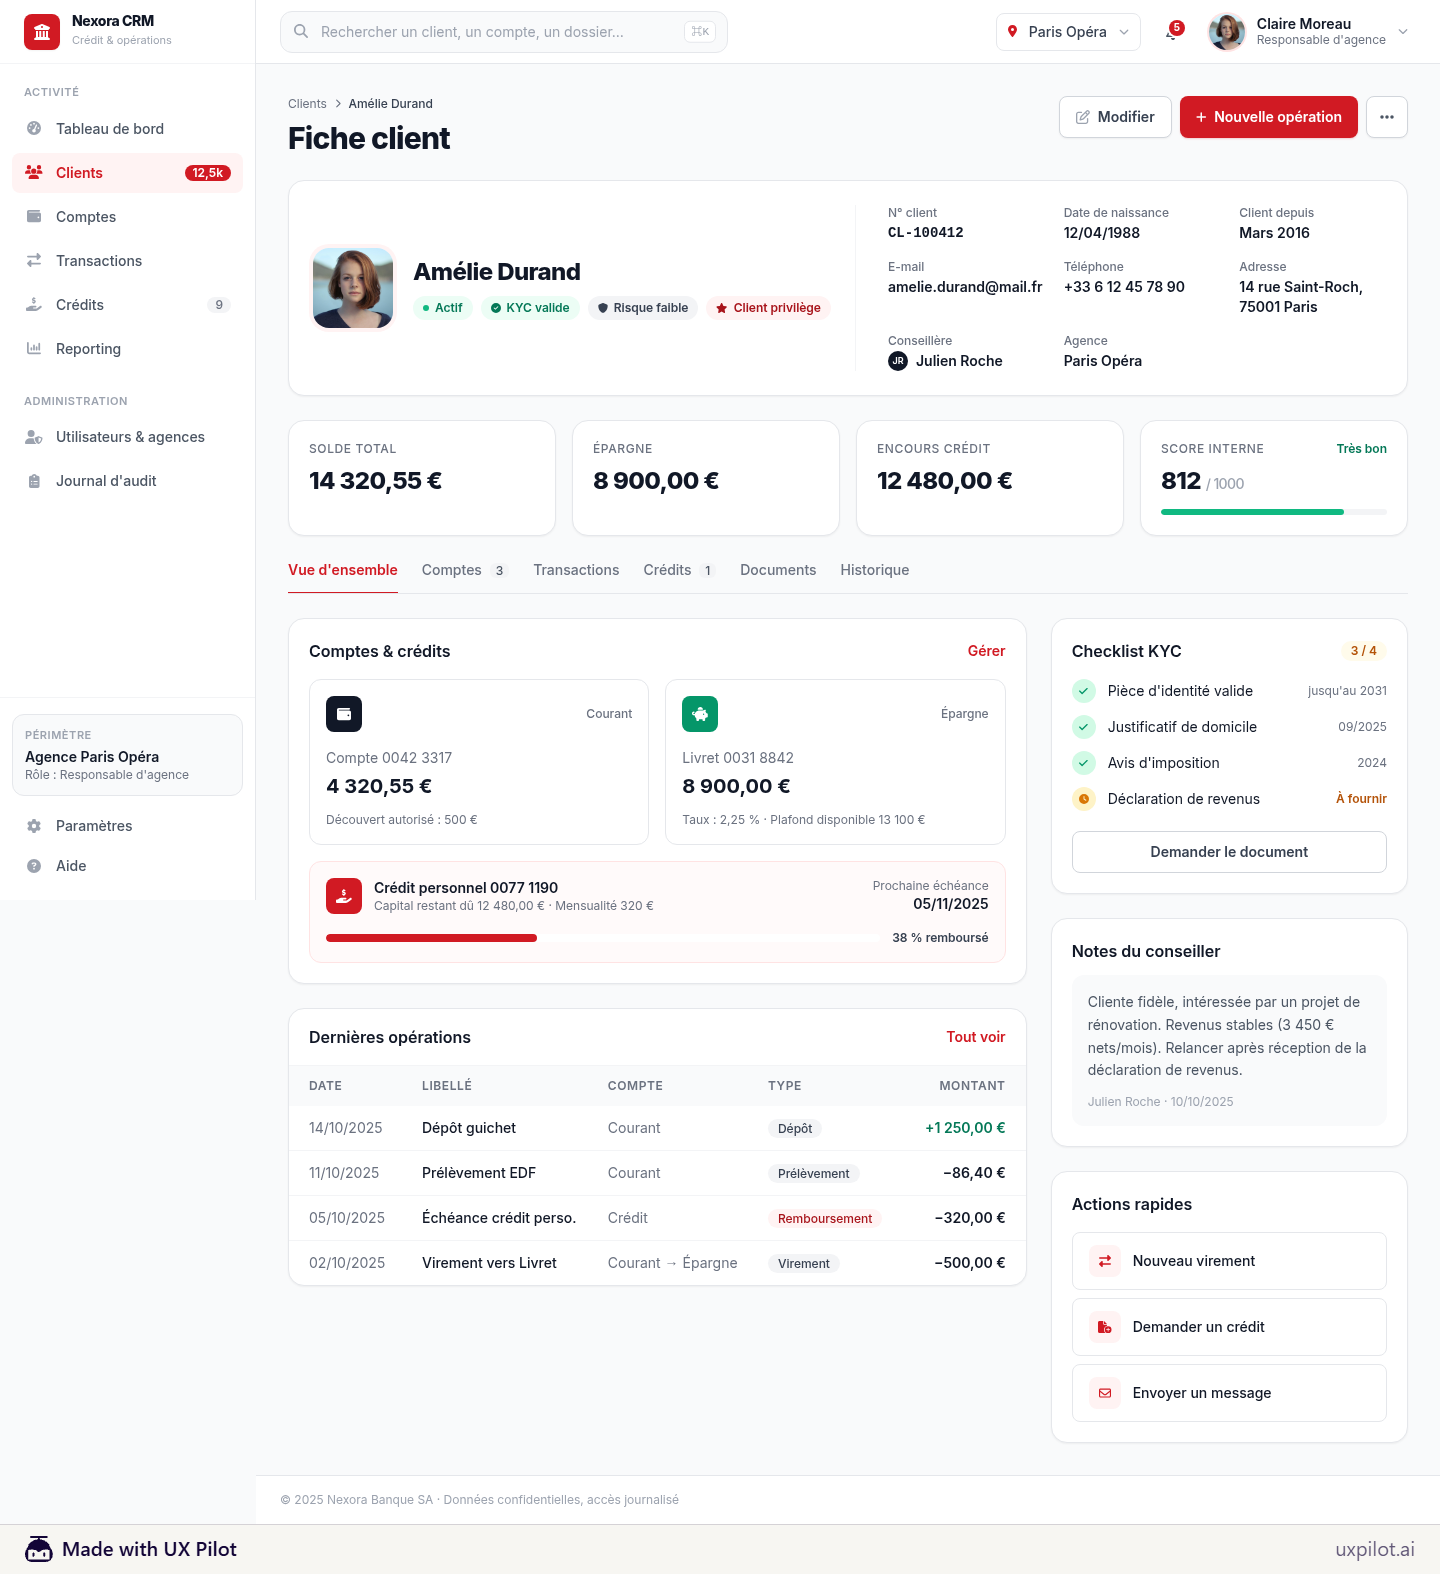 Nexora CRM
Crédit & opérations
Rechercher un client, un compte, un dossier...
⌘K
Paris Opéra
5
Claire Moreau
Responsable d'agence
ACTIVITÉ
Tableau de bord
Clients
12,5k
Comptes
Transactions
Crédits
9
Reporting
ADMINISTRATION
Utilisateurs & agences
Journal d'audit
PÉRIMÈTRE
Agence Paris Opéra
Rôle : Responsable d'agence
Paramètres
Aide
Clients > Amélie Durand
Fiche client
Modifier
+ Nouvelle opération
Amélie Durand
Actif
KYC valide
Risque faible
Client privilège
N° client
CL-100412
Date de naissance
12/04/1988
Client depuis
Mars 2016
E-mail
amelie.durand@mail.fr
Téléphone
+33 6 12 45 78 90
Adresse
14 rue Saint-Roch,
75001 Paris
Conseillère
JR Julien Roche
Agence
Paris Opéra
SOLDE TOTAL
14 320,55 €
ÉPARGNE
8 900,00 €
ENCOURS CRÉDIT
12 480,00 €
SCORE INTERNE
Très bon
812 / 1000
Vue d'ensemble
Comptes 3
Transactions
Crédits 1
Documents
Historique
Comptes & crédits
Gérer
Courant
Compte 0042 3317
4 320,55 €
Découvert autorisé : 500 €
Épargne
Livret 0031 8842
8 900,00 €
Taux : 2,25 % · Plafond disponible 13 100 €
Crédit personnel 0077 1190
Capital restant dû 12 480,00 € · Mensualité 320 €
Prochaine échéance
05/11/2025
38 % remboursé
Dernières opérations
Tout voir
DATE LIBELLÉ COMPTE TYPE MONTANT
14/10/2025 Dépôt guichet Courant Dépôt +1 250,00 €
11/10/2025 Prélèvement EDF Courant Prélèvement −86,40 €
05/10/2025 Échéance crédit perso. Crédit Remboursement −320,00 €
02/10/2025 Virement vers Livret Courant → Épargne Virement −500,00 €
Checklist KYC
3 / 4
Pièce d'identité valide jusqu'au 2031
Justificatif de domicile 09/2025
Avis d'imposition 2024
Déclaration de revenus À fournir
Demander le document
Notes du conseiller
Cliente fidèle, intéressée par un projet de
rénovation. Revenus stables (3 450 €
nets/mois). Relancer après réception de la
déclaration de revenus.
Julien Roche · 10/10/2025
Actions rapides
Nouveau virement
Demander un crédit
Envoyer un message
© 2025 Nexora Banque SA · Données confidentielles, accès journalisé
Made with UX Pilot
uxpilot.ai